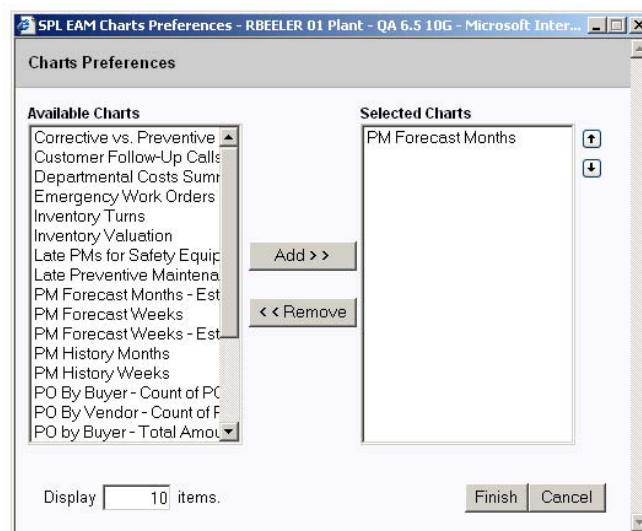 SPL EAM Charts Preferences - RBEELER 01 Plant - QA 6.5 10G - Microsoft Inter...
Charts Preferences
Available Charts
Corrective vs. Preventive
Customer Follow-Up Calls
Departmental Costs Summ
Emergency Work Orders
Inventory Turns
Inventory Valuation
Late PMs for Safety Equip
Late Preventive Maintena
PM Forecast Months - Est
PM Forecast Weeks
PM Forecast Weeks - Est
PM History Months
PM History Weeks
PO By Buyer - Count of PO
PO By Vendor - Count of F
PO by Buyer - Total Amou
Add >>
<< Remove
Selected Charts
PM Forecast Months
Display 10 items.
Finish Cancel